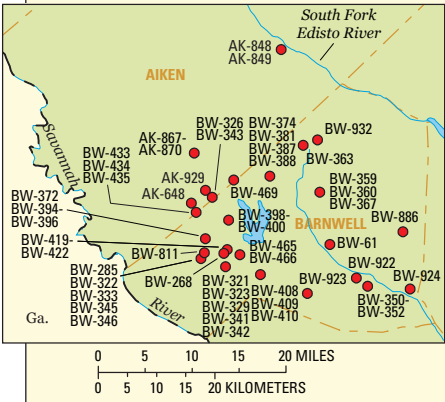 South Fork
Edisto River
AK-848
AK-849
AIKEN
Savannah
River
AK-867-
AK-870
BW-326
BW-343
BW-374
BW-381
BW-387
BW-388
BW-932
BW-363
BW-433
BW-434
BW-435
AK-929
AK-648
BW-469
BW-359
BW-360
BW-367
BW-372
BW-394-
BW-396
BW-398-
BW-400
BARNWELL
BW-886
BW-419-
BW-422
BW-811
BW-465
BW-466
BW-61
BW-285
BW-322
BW-333
BW-345
BW-346
BW-268
BW-321
BW-323
BW-329
BW-341
BW-342
BW-408
BW-409
BW-410
BW-923
BW-922
BW-924
BW-350-
BW-352
Ga.
0 5 10 15 20 MILES
0 5 10 15 20 KILOMETERS